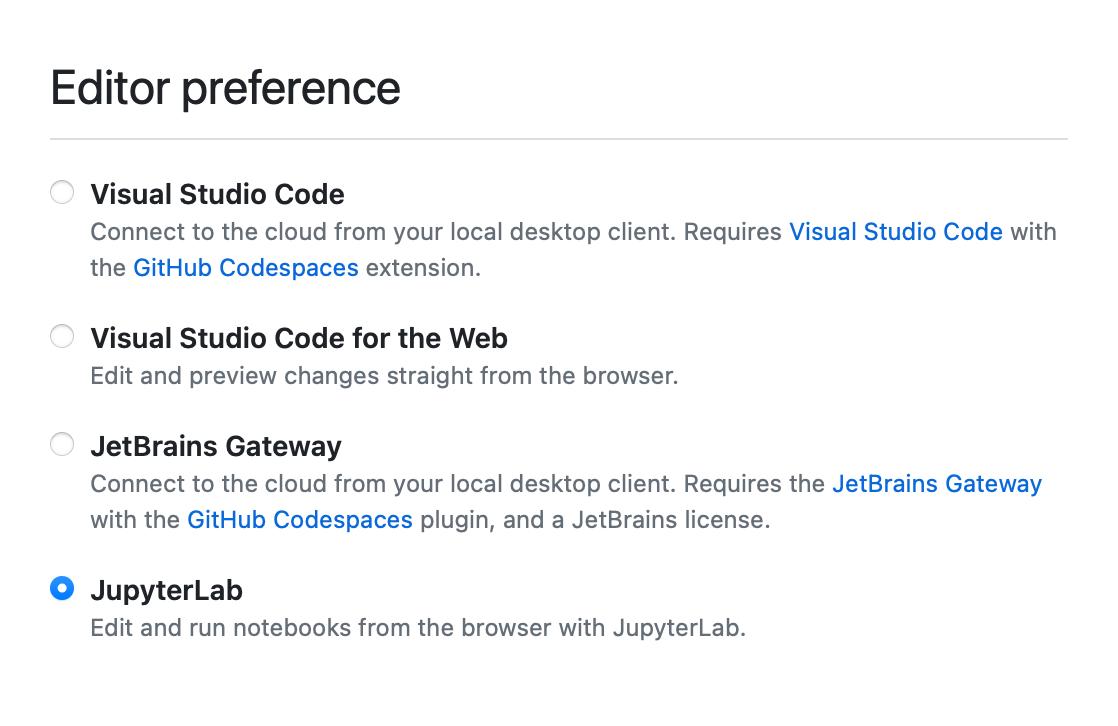 Editor preference
Visual Studio Code
Connect to the cloud from your local desktop client. Requires Visual Studio Code with
the GitHub Codespaces extension.
Visual Studio Code for the Web
Edit and preview changes straight from the browser.
JetBrains Gateway
Connect to the cloud from your local desktop client. Requires the JetBrains Gateway
with the GitHub Codespaces plugin, and a JetBrains license.
JupyterLab
Edit and run notebooks from the browser with JupyterLab.